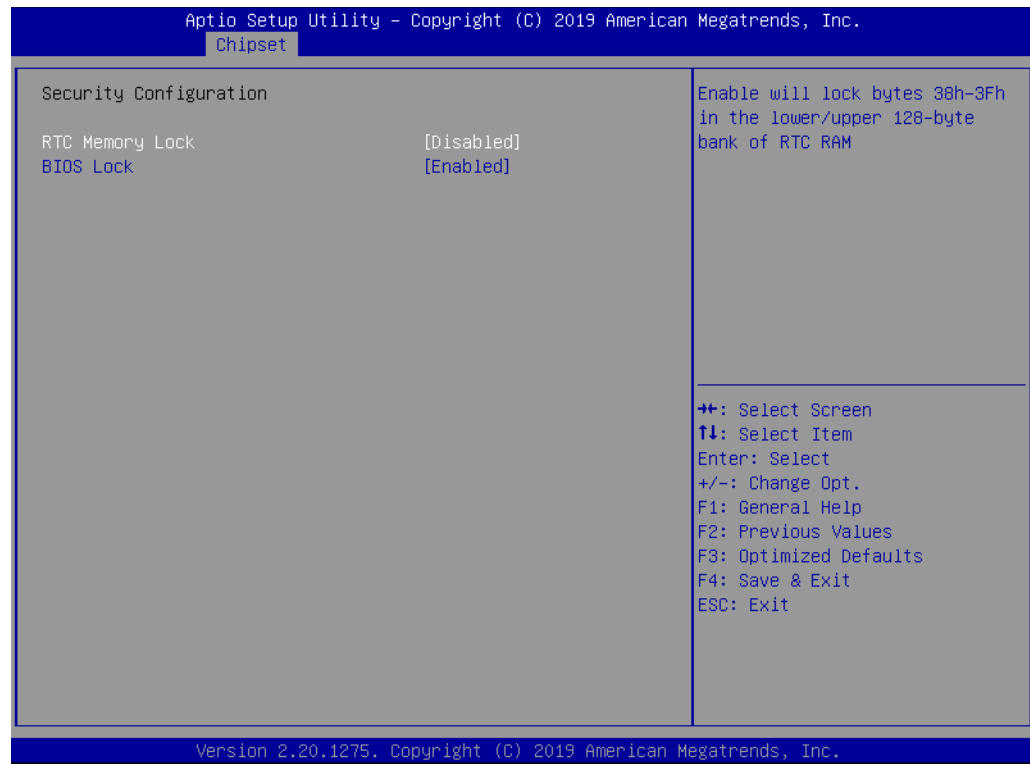 Aptio Setup Utility – Copyright (C) 2019 American Megatrends, Inc.
Chipset
Security Configuration
RTC Memory Lock [Disabled]
BIOS Lock [Enabled]
Enable will lock bytes 38h-3Fh
in the lower/upper 128-byte
bank of RTC RAM
→←: Select Screen
↑↓: Select Item
Enter: Select
+/-: Change Opt.
F1: General Help
F2: Previous Values
F3: Optimized Defaults
F4: Save & Exit
ESC: Exit
Version 2.20.1275. Copyright (C) 2019 American Megatrends, Inc.